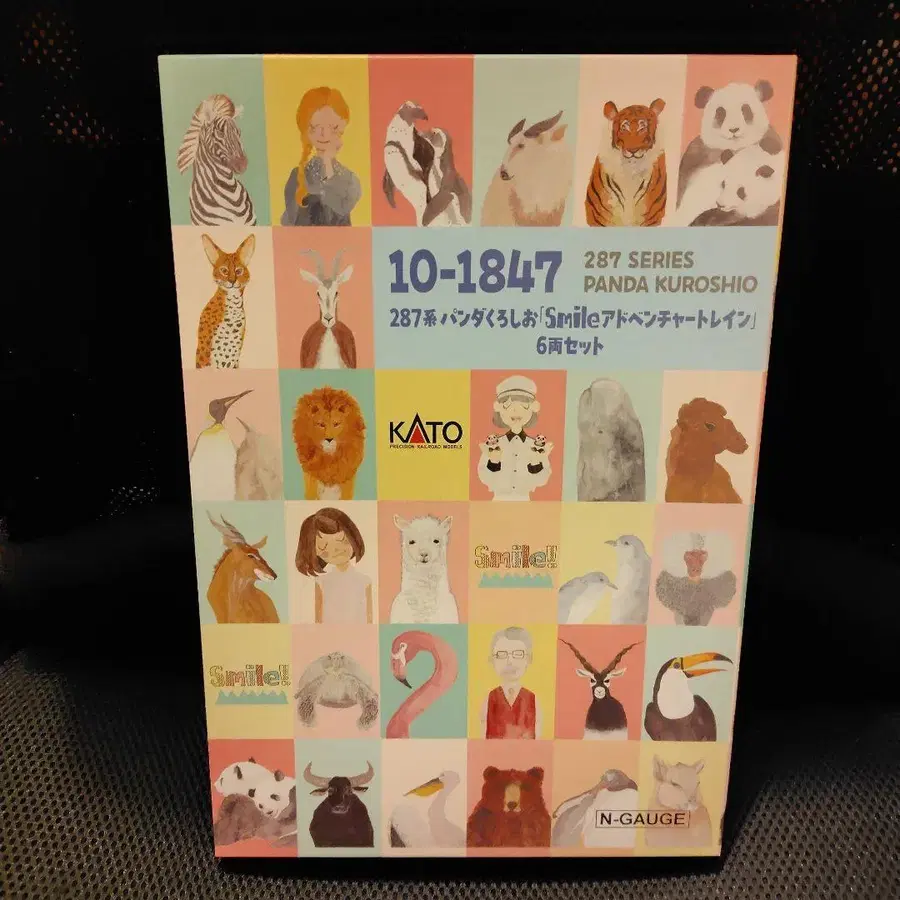 10-1847
287 SERIES
PANDA KUROSHIO
287系 パンダくろしお「Smileアドベンチャートレイン」
6両セット
KATO
PRECISION RAILROAD MODELS
Smile!
Smile!
N-GAUGE